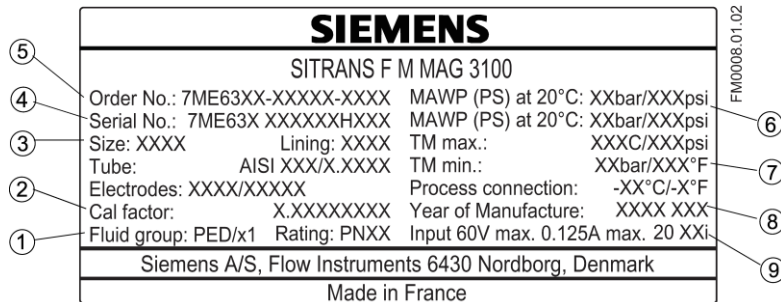 SIEMENS
SITRANS F M MAG 3100
Order No.: 7ME63XX-XXXXX-XXXX MAWP (PS) at 20°C: XXbar/XXXpsi
Serial No.: 7ME63X XXXXXXHXXX MAWP (PS) at 20°C: XXbar/XXXpsi
Size: XXXX Lining: XXXX TM max.: XXXC/XXXpsi
Tube: AISI XXX/X.XXXX TM min.: XXbar/XXX°F
Electrodes: XXXX/XXXXX Process connection: -XX°C/-X°F
Cal factor: X.XXXXXXXX Year of Manufacture: XXXX XXX
Fluid group: PED/x1 Rating: PNXX Input 60V max. 0.125A max. 20 XXi
Siemens A/S, Flow Instruments 6430 Nordborg, Denmark
Made in France
5
4
3
2
1
6
7
8
9
FM0008.01.02